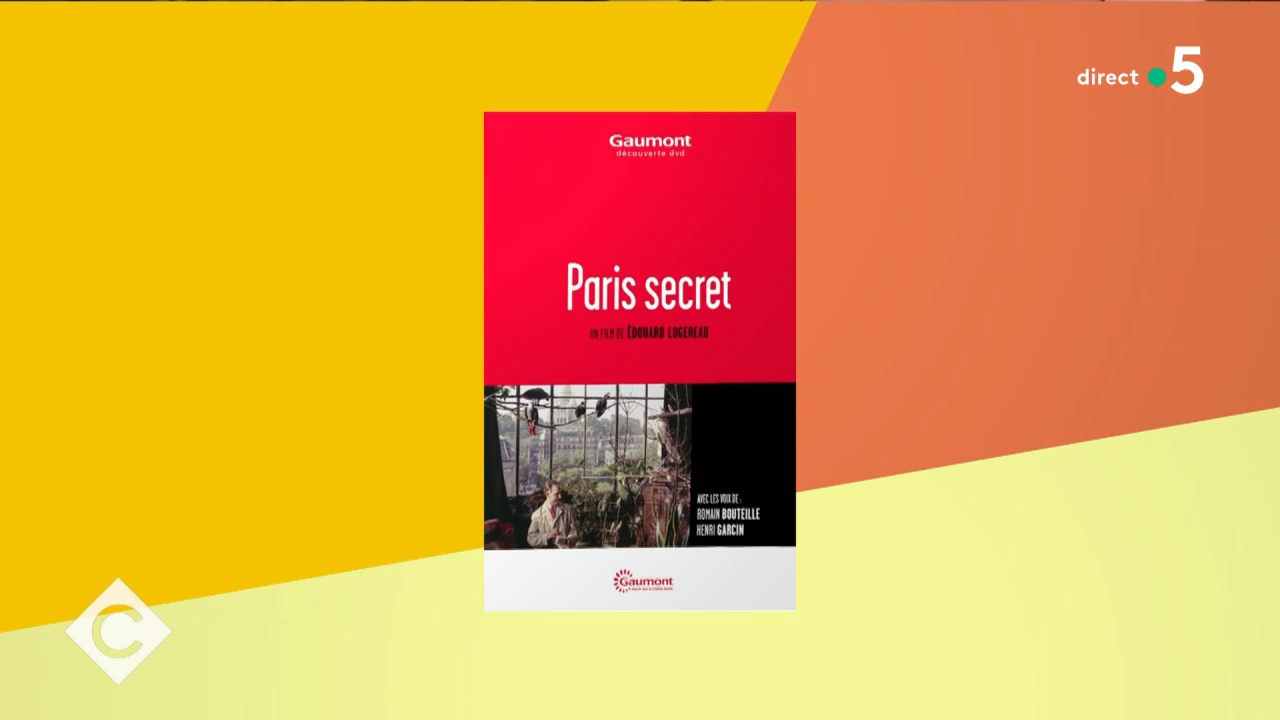 direct 5
Gaumont
découverte dvd
Paris secret
UN FILM DE ÉDOUARD LOGEREAU
AVEC LES VOIX DE :
ROMAIN BOUTEILLE
HENRI GARCIN
Gaumont
C